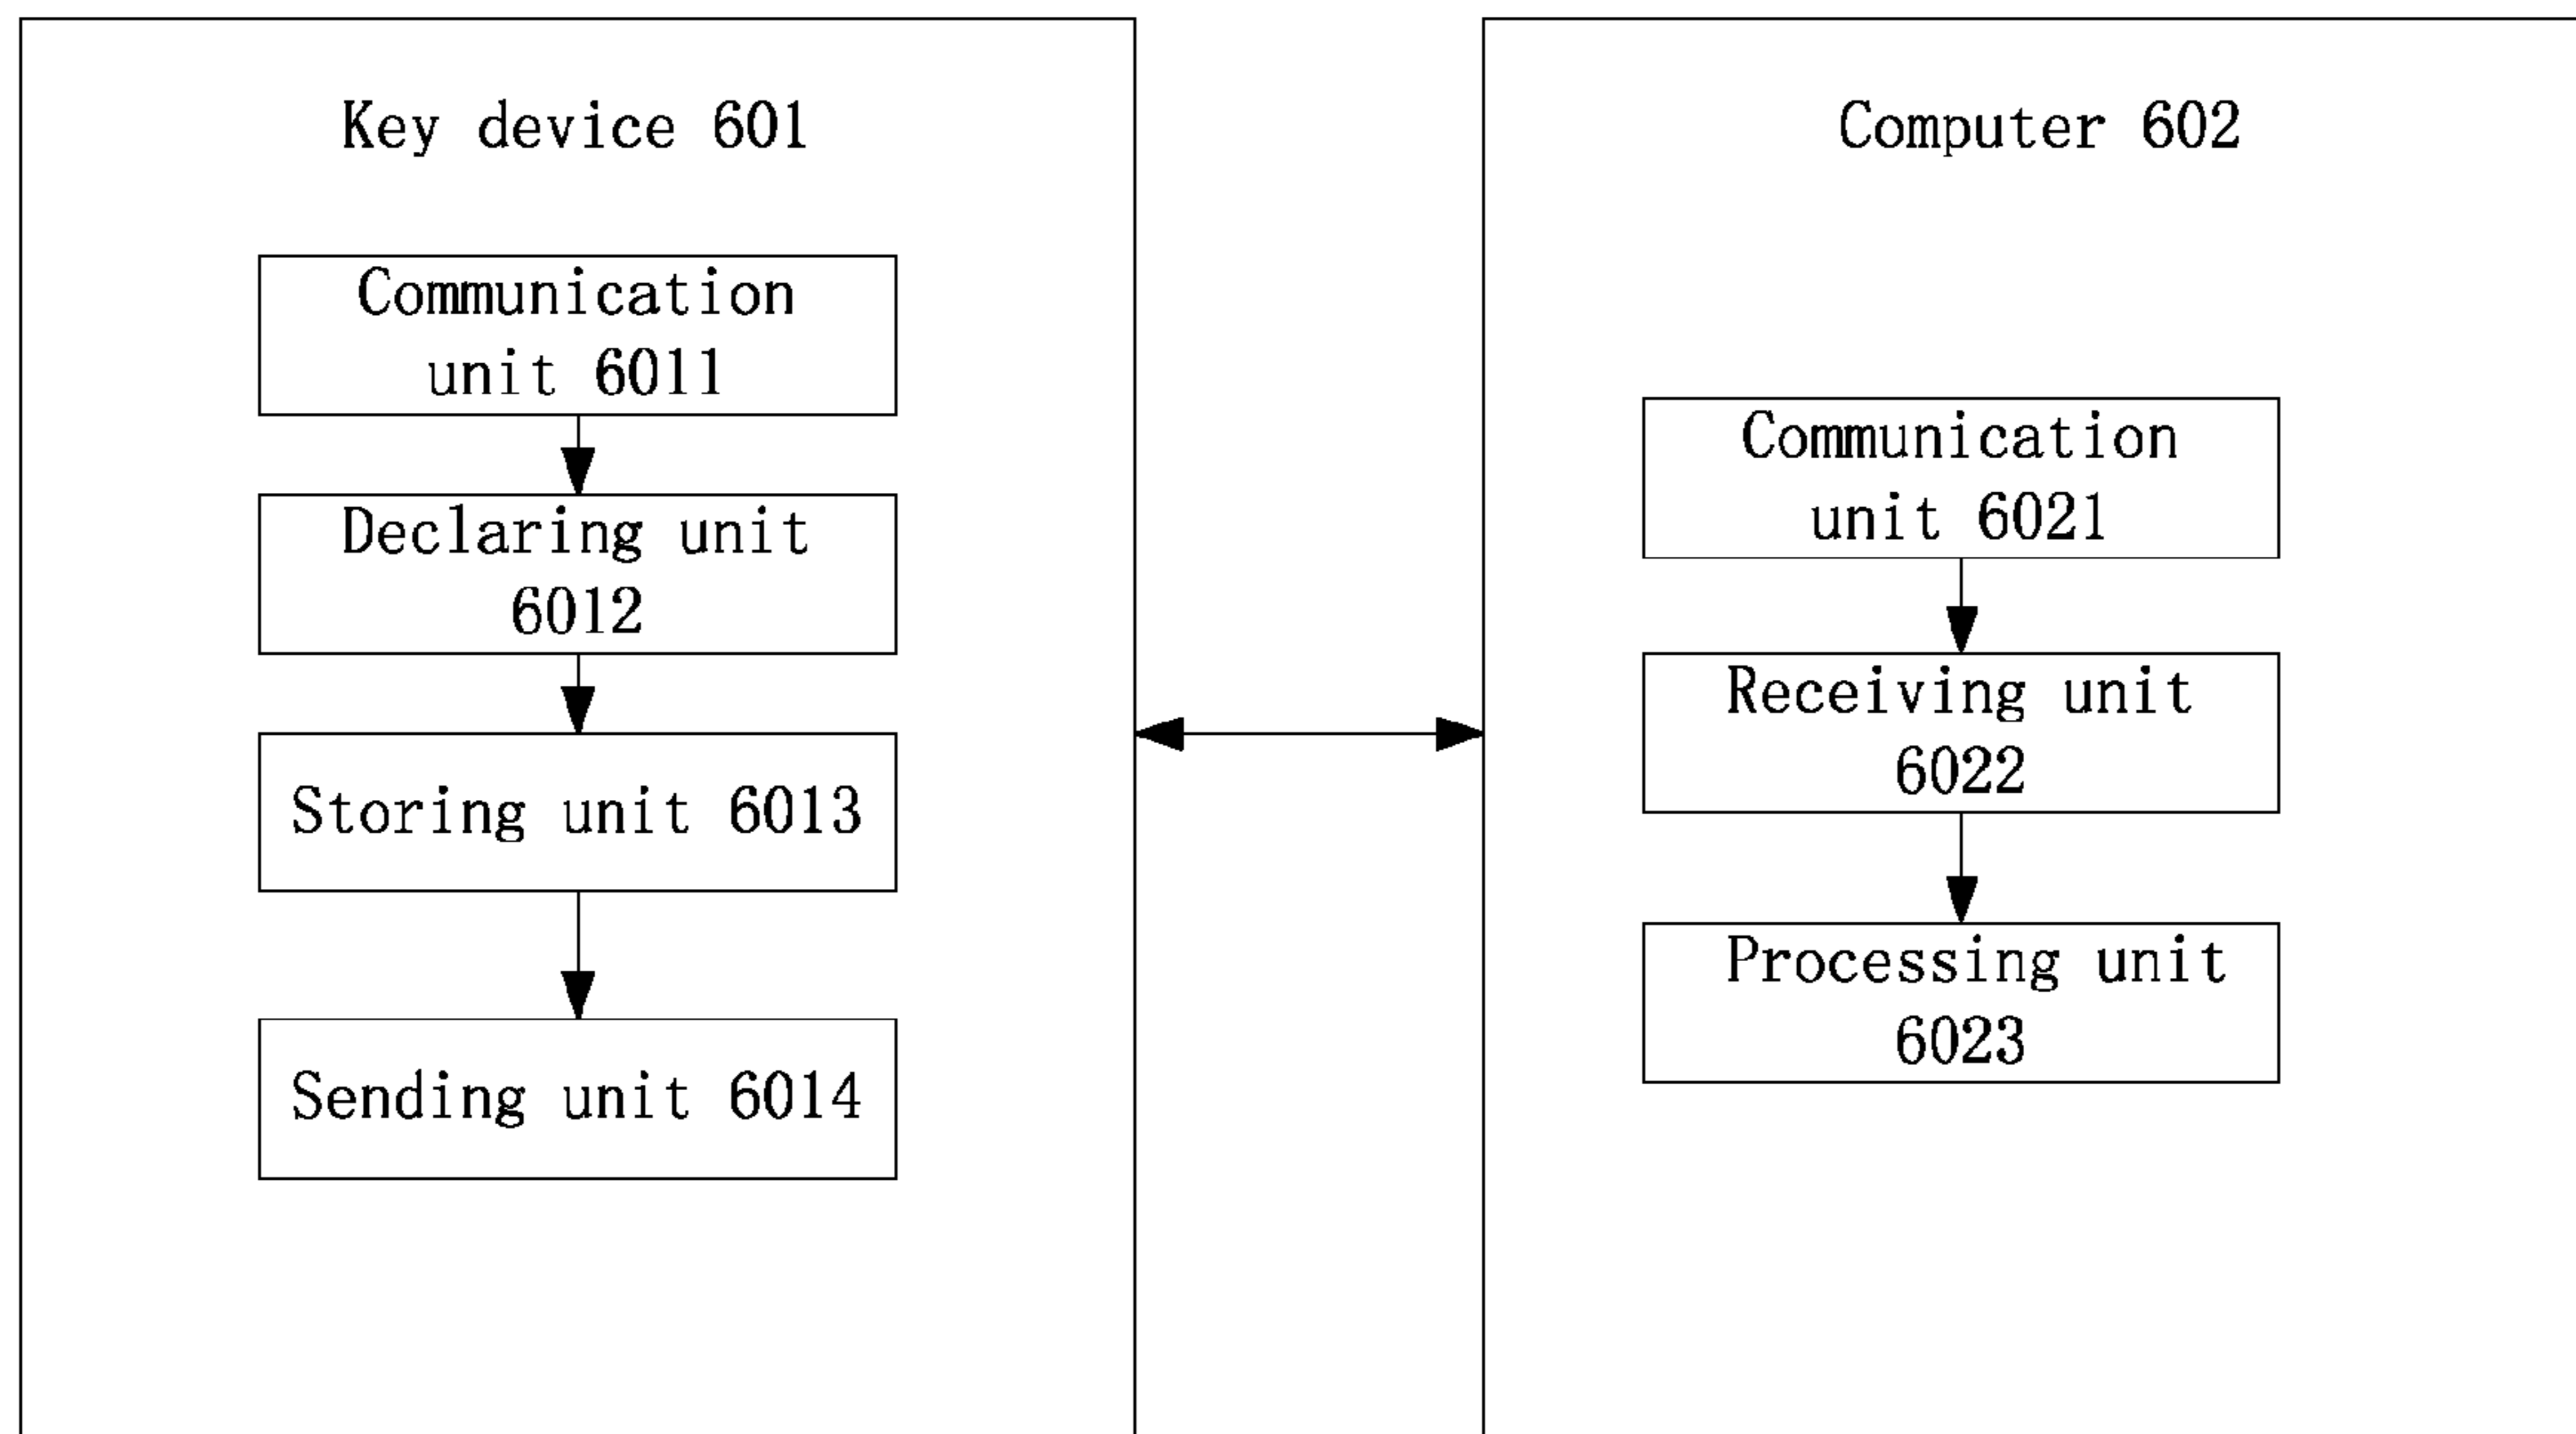 Key device 601
Communication
unit 6011
Declaring unit
6012
Storing unit 6013
Sending unit 6014
Computer 602
Communication
unit 6021
Receiving unit
6022
Processing unit
6023